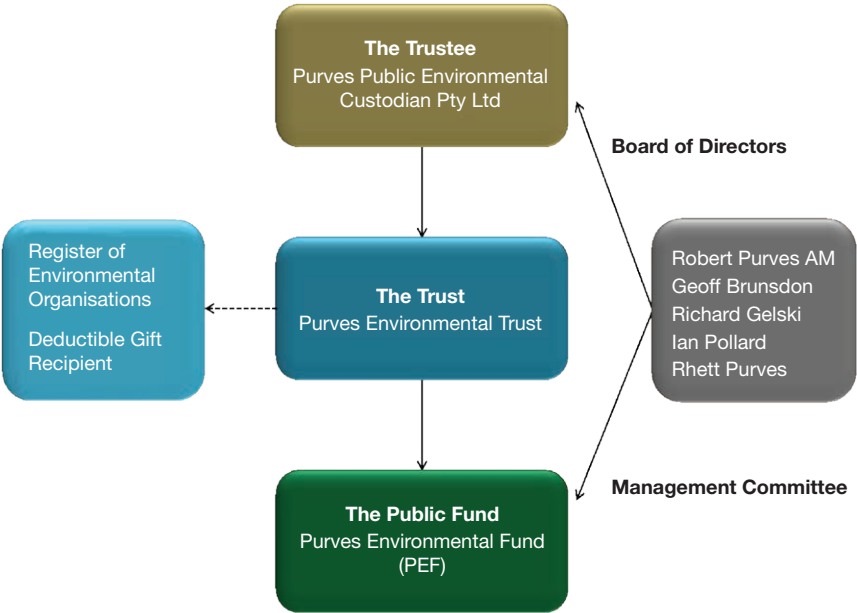 The Trustee
Purves Public Environmental
Custodian Pty Ltd
Board of Directors
Register of
Environmental
Organisations
Deductible Gift
Recipient
The Trust
Purves Environmental Trust
Robert Purves AM
Geoff Brunsdon
Richard Gelski
Ian Pollard
Rhett Purves
Management Committee
The Public Fund
Purves Environmental Fund
(PEF)